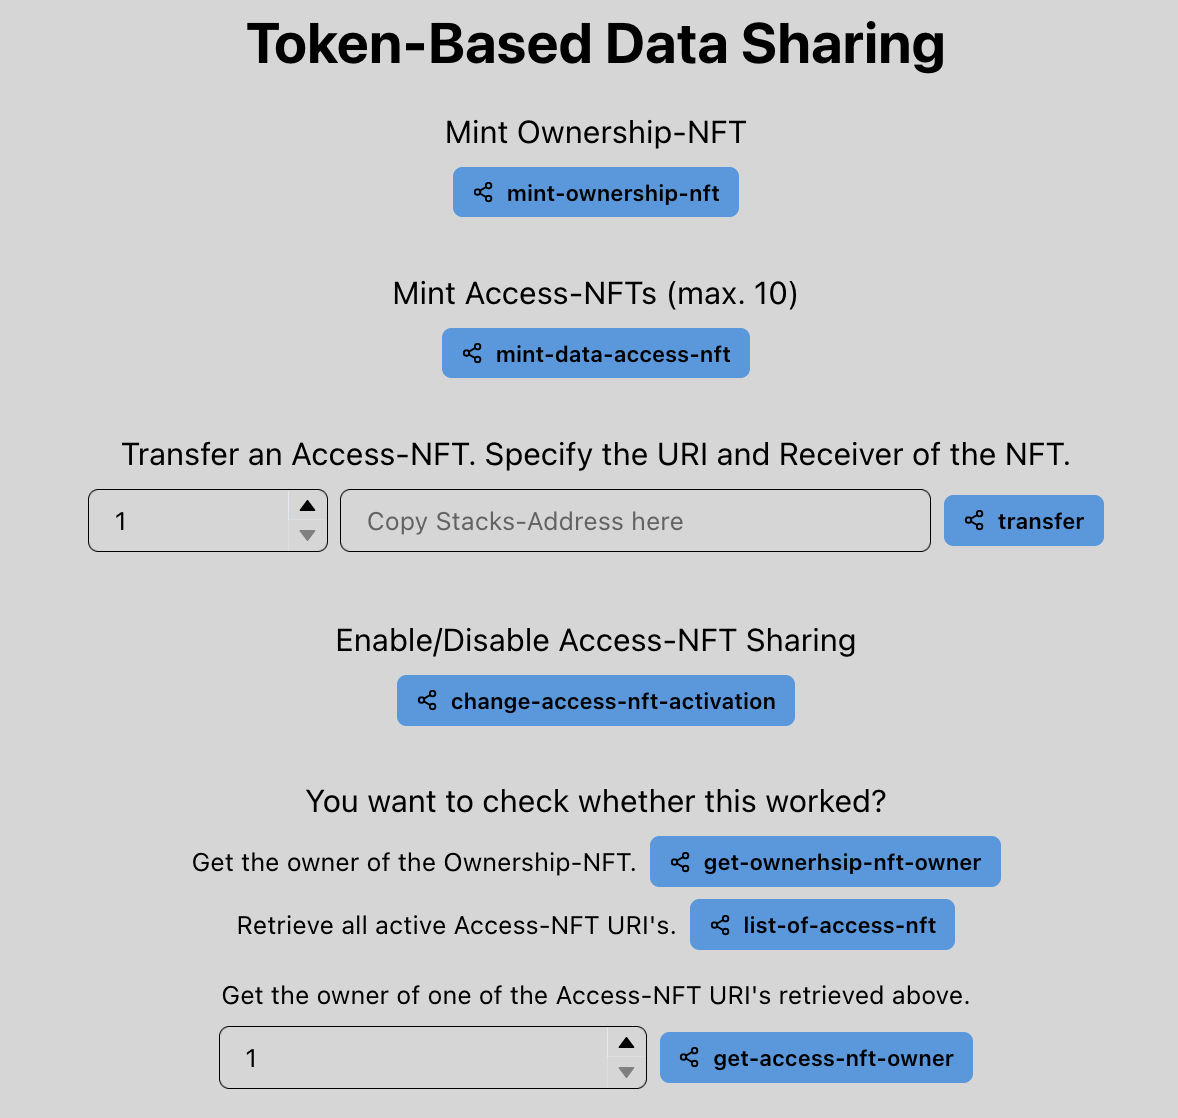 Token-Based Data Sharing
Mint Ownership-NFT
mint-ownership-nft
Mint Access-NFTs (max. 10)
mint-data-access-nft
Transfer an Access-NFT. Specify the URI and Receiver of the NFT.
1 Copy Stacks-Address here transfer
Enable/Disable Access-NFT Sharing
change-access-nft-activation
You want to check whether this worked?
Get the owner of the Ownership-NFT. get-ownerhsip-nft-owner
Retrieve all active Access-NFT URI's. list-of-access-nft
Get the owner of one of the Access-NFT URI's retrieved above.
1 get-access-nft-owner